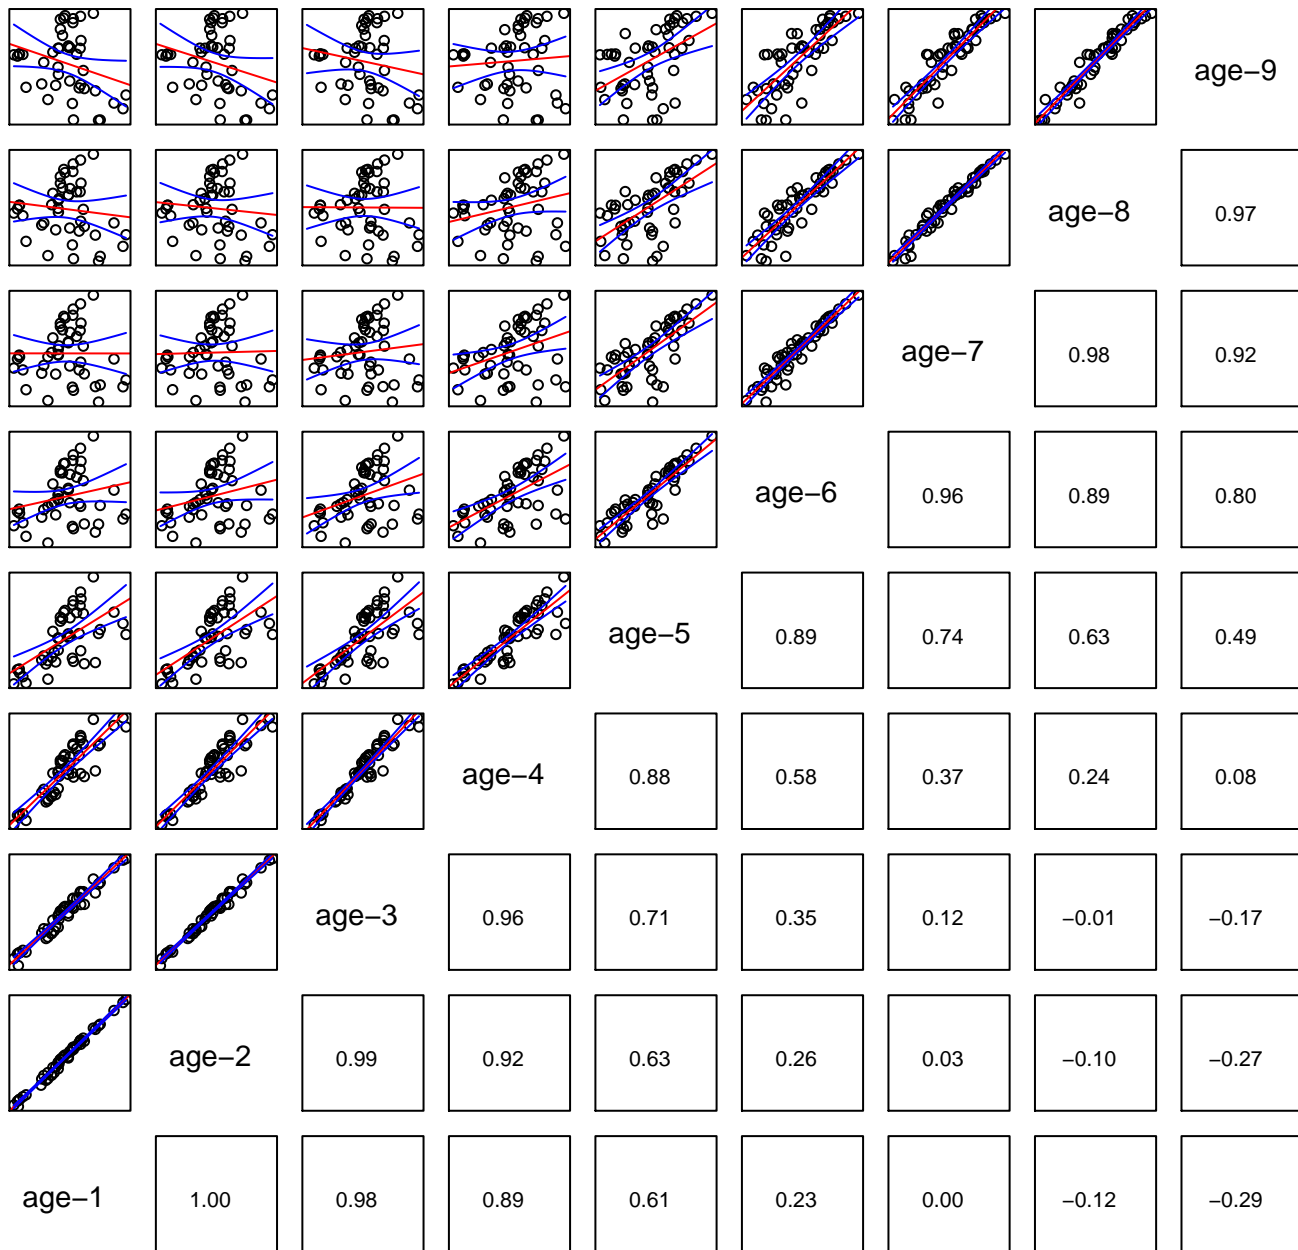 age−9
age−8 0.97
age−7 0.98 0.92
age−6 0.96 0.89 0.80
age−5 0.89 0.74 0.63 0.49
age−4 0.88 0.58 0.37 0.24 0.08
age−3 0.96 0.71 0.35 0.12 −0.01 −0.17
age−2 0.99 0.92 0.63 0.26 0.03 −0.10 −0.27
age−1 1.00 0.98 0.89 0.61 0.23 0.00 −0.12 −0.29